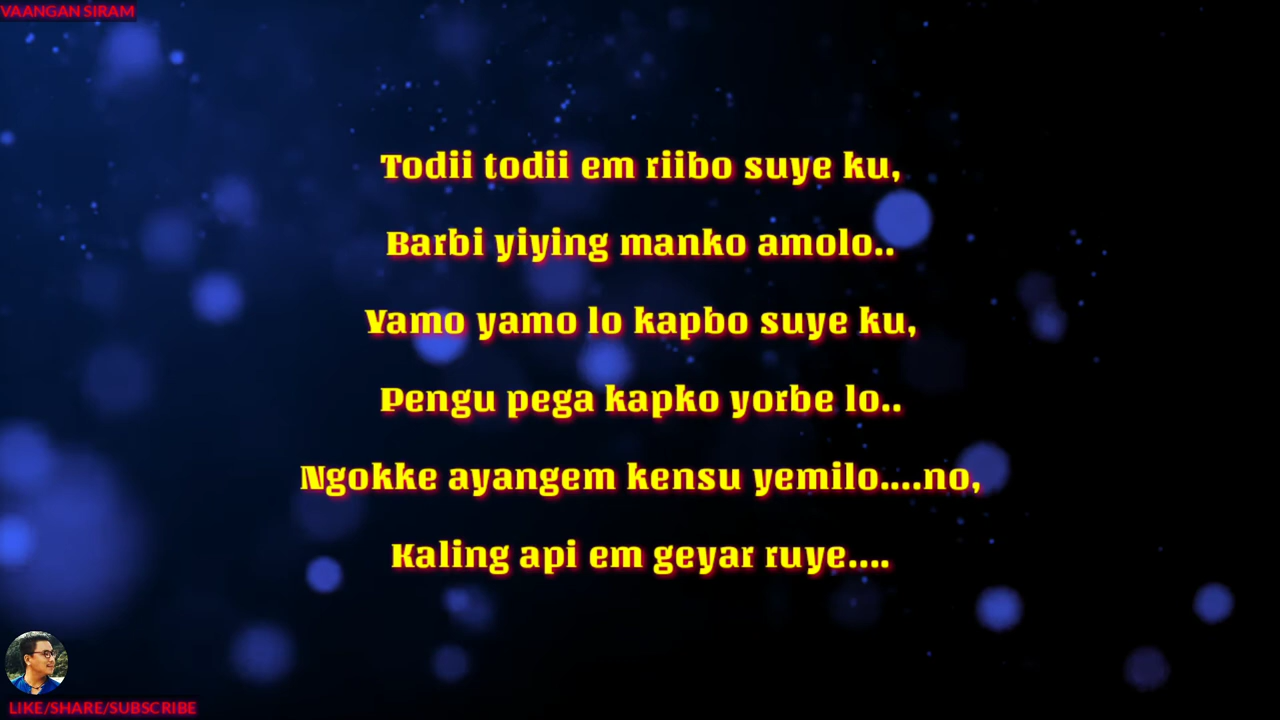 VAANGAN SIRAM
Todii todii em riibo suye ku,
Barbi yiying manko amolo..
Yamo yamo lo kapbo suye ku,
Pengu pega kapko yorbe lo..
Ngokke ayangem kensu yemilo....no,
Kaling api em geyar ruye....
LIKE/SHARE/SUBSCRIBE